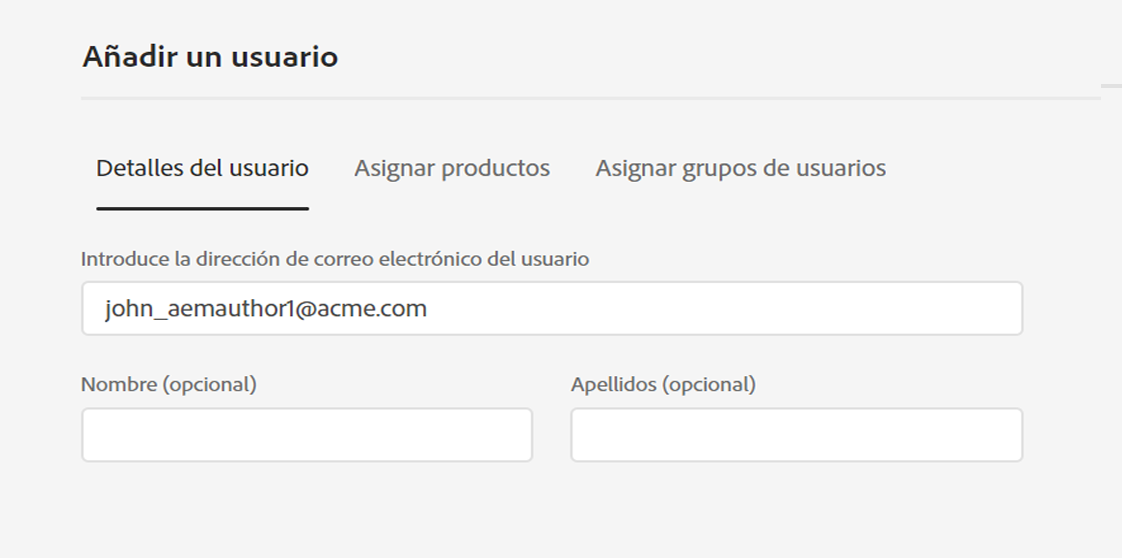 Añadir un usuario
Detalles del usuario Asignar productos Asignar grupos de usuarios
Introduce la dirección de correo electrónico del usuario
john_aemauthor1@acme.com
Nombre (opcional) Apellidos (opcional)